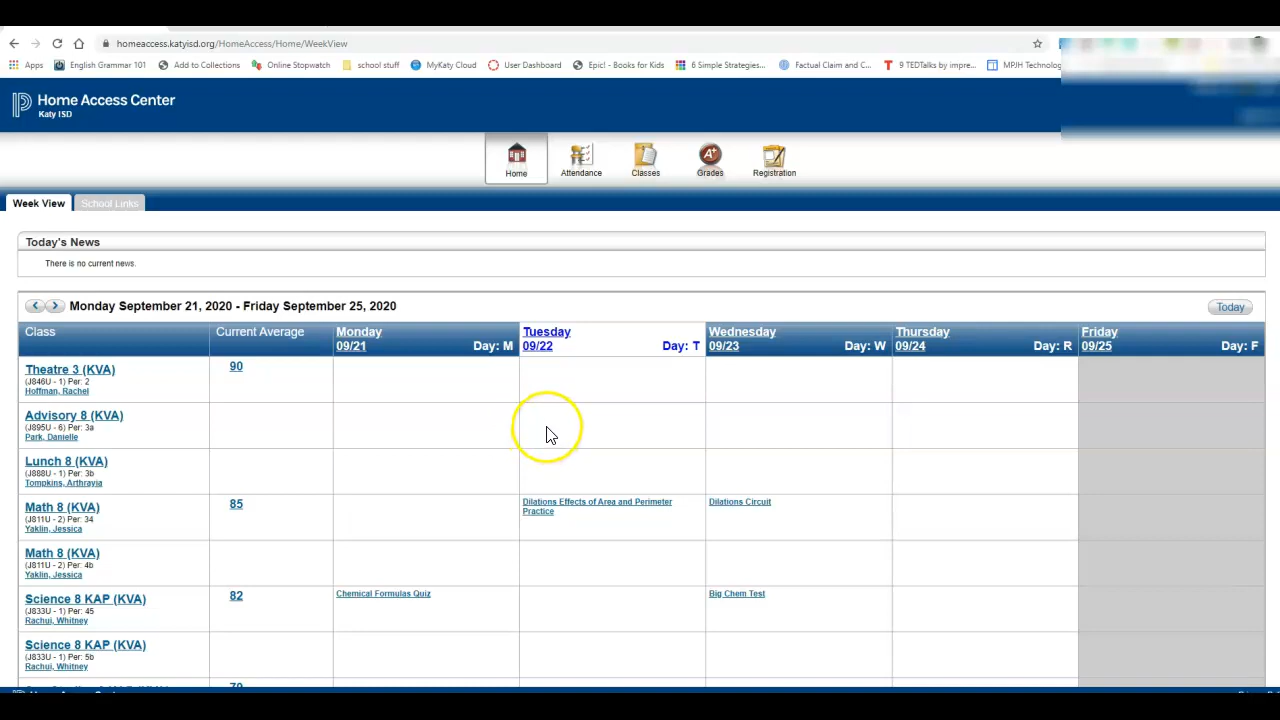 homeaccess.katyisd.org/HomeAccess/Home/WeekView
Apps English Grammar 101 Add to Collections Online Stopwatch school stuff MyKaty Cloud User Dashboard Epic! - Books for Kids 6 Simple Strategies... Factual Claim and C... 9 TEDTalks by impre... MPJH Technolog
Home Access Center
Katy ISD
Home Attendance Classes Grades Registration
Week View School Links
Today's News
There is no current news.
Monday September 21, 2020 - Friday September 25, 2020 Today
Class Current Average Monday Tuesday Wednesday Thursday Friday
09/21 Day: M 09/22 Day: T 09/23 Day: W 09/24 Day: R 09/25 Day: F
Theatre 3 (KVA) 90
(J846U - 1) Per: 2
Hoffman, Rachel
Advisory 8 (KVA)
(J895U - 6) Per: 3a
Park, Danielle
Lunch 8 (KVA)
(J888U - 1) Per: 3b
Tompkins, Arthrayia
Math 8 (KVA) 85 Dilations Effects of Area and Perimeter Dilations Circuit
Practice
(J811U - 2) Per: 34
Yaklin, Jessica
Math 8 (KVA)
(J811U - 2) Per: 4b
Yaklin, Jessica
Science 8 KAP (KVA) 82 Chemical Formulas Quiz Big Chem Test
(J833U - 1) Per: 45
Rachui, Whitney
Science 8 KAP (KVA)
(J833U - 1) Per: 5b
Rachui, Whitney